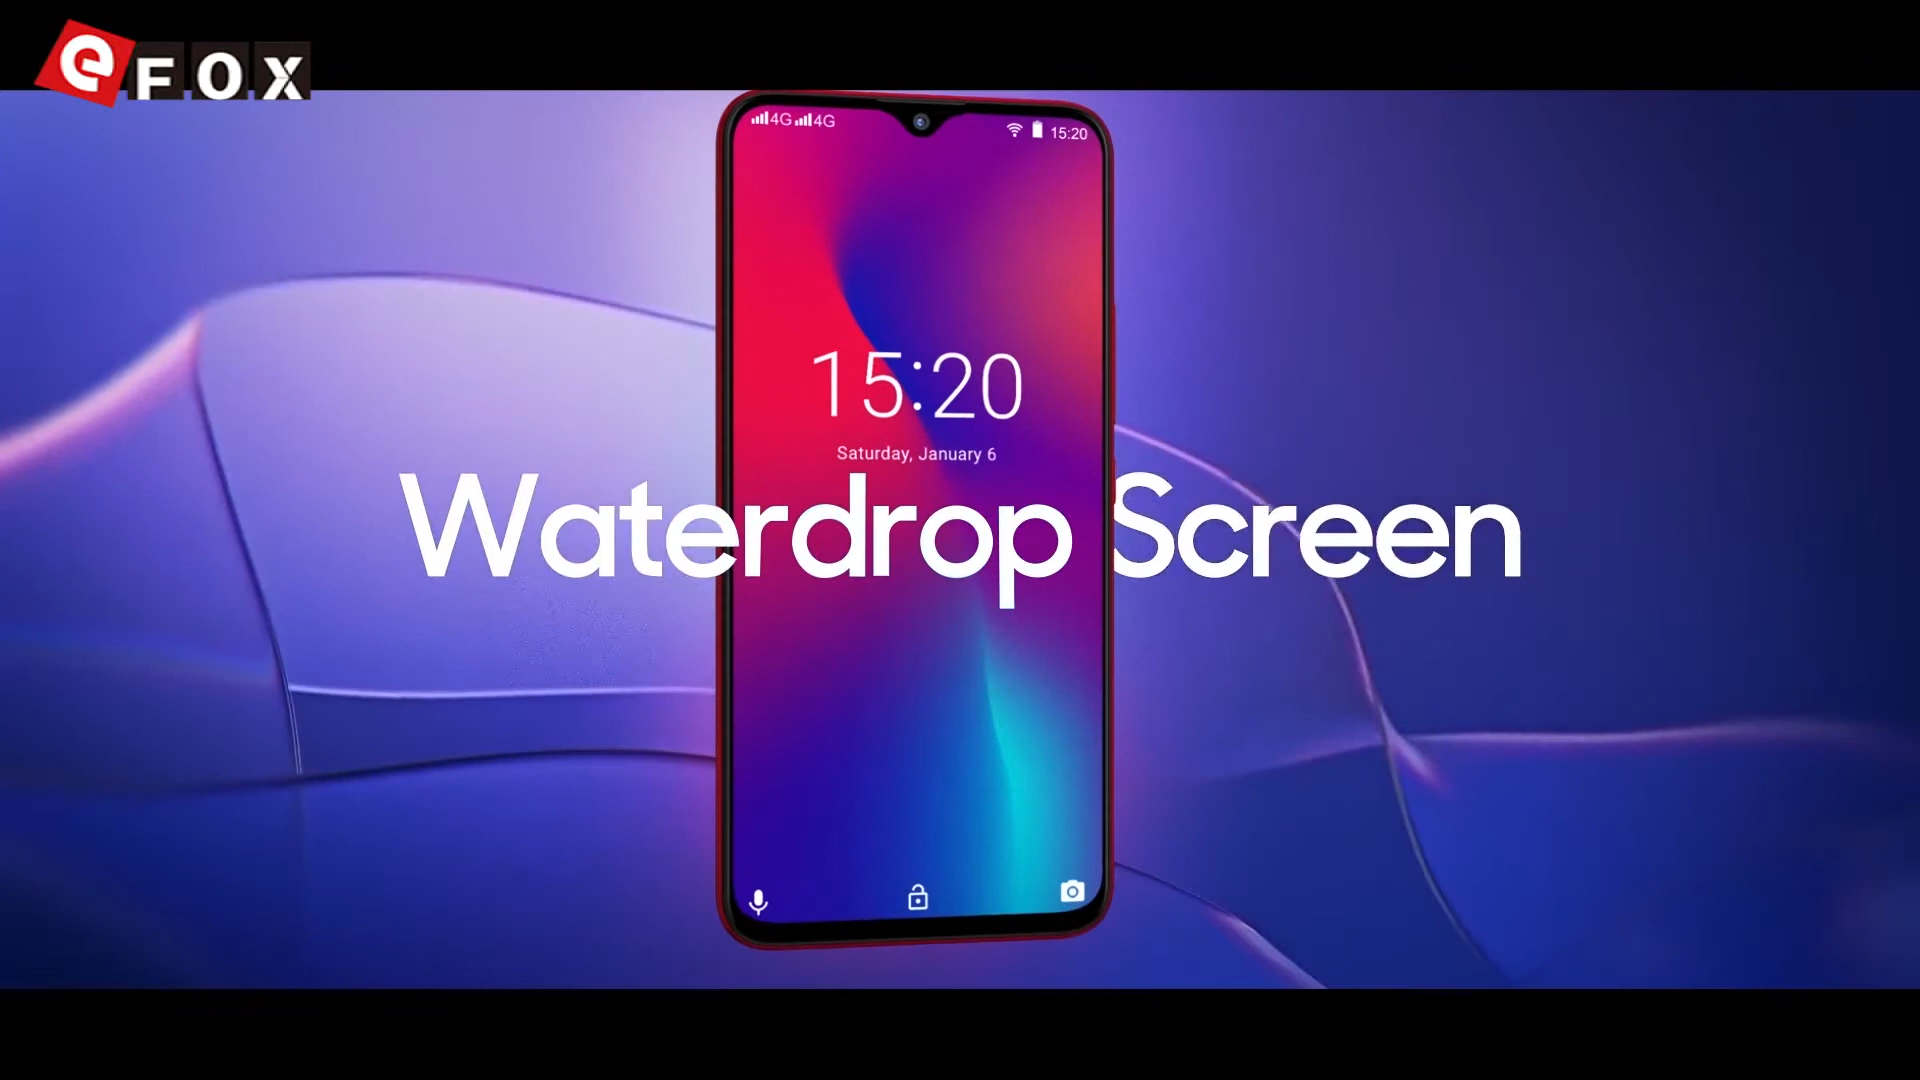 eFOX
4G 4G 15:20
15:20
Saturday, January 6
Waterdrop Screen